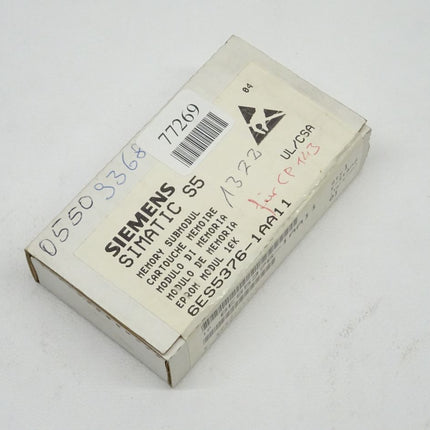 04
05509368
77269
UL/CSA
SIEMENS
SIMATIC S5
1322
für CP 143
MEMORY SUBMODUL
CARTOUCHE MEMOIRE
MODULO DI MEMORIA
MODULO DE MEMORIA
EPROM MODUL 16K
6ES5376-1AA11